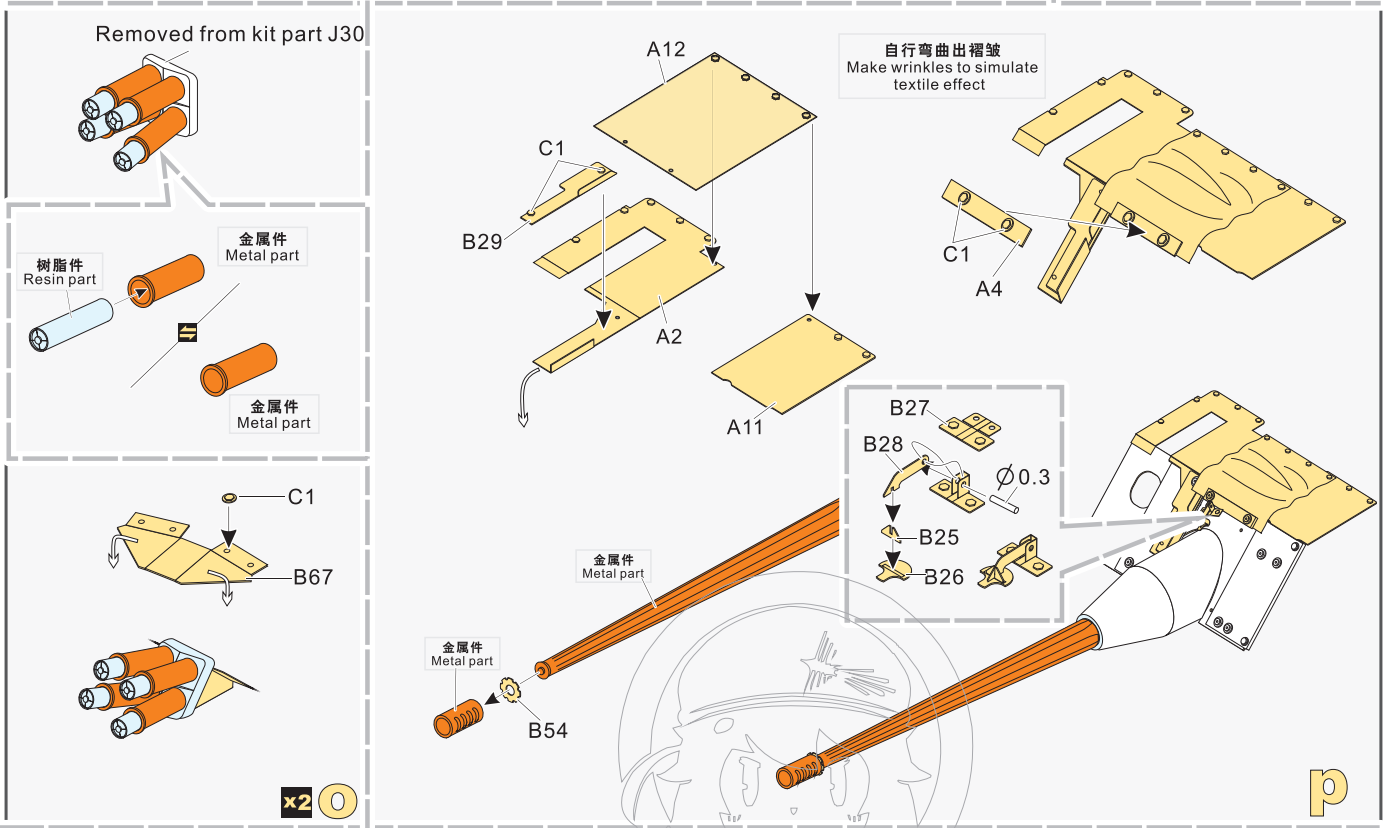 Removed from kit part J30
金属件
Metal part
树脂件
Resin part
金属件
Metal part
C1
B67
x2
O
A12
自行弯曲出褶皱
Make wrinkles to simulate
textile effect
C1
B29
A2
A11
C1
A4
B27
B28
Ø0.3
B25
B26
金属件
Metal part
金属件
Metal part
B54
p